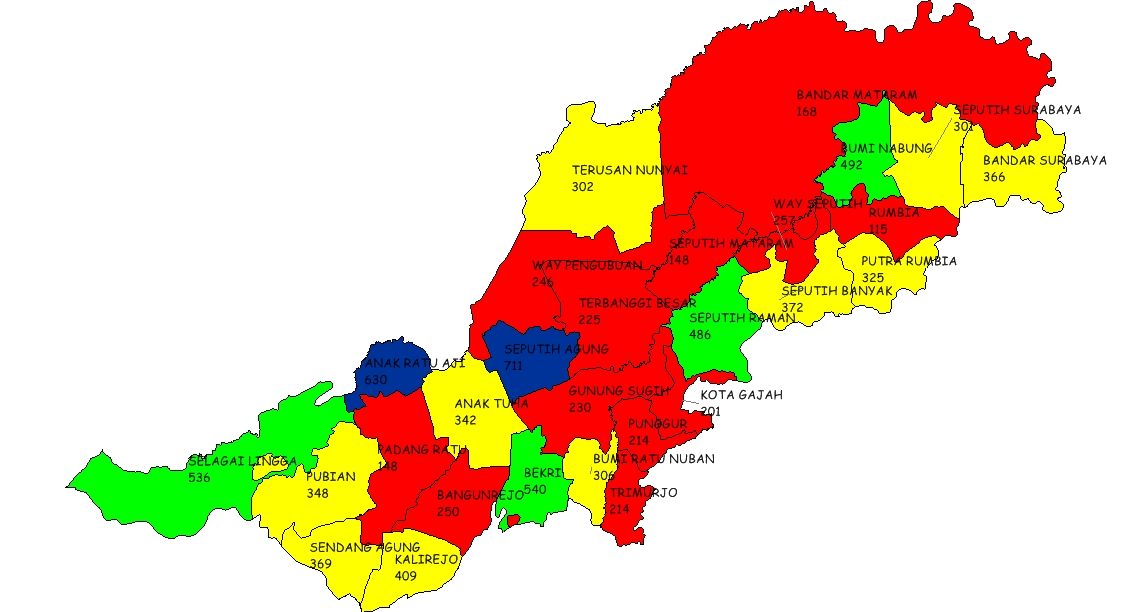 BANDAR MATARAM
168
SEPUTIH SURABAYA
301
BUMI NABUNG
492
BANDAR SURABAYA
366
TERUSAN NUNYAI
302
WAY SEPUTIH
257
RUMBIA
115
SEPUTIH MATARAM
148
WAY PENGUBUAN
246
PUTRA RUMBIA
325
SEPUTIH BANYAK
372
TERBANGGI BESAR
225
SEPUTIH RAMAN
486
SEPUTIH AGUNG
711
ANAK RATU AJI
630
GUNUNG SUGIH
230
KOTA GAJAH
201
ANAK TUHA
342
PUNGGUR
214
PADANG RATU
148
SELAGAI LINGGA
536
BUMI RATU NUBAN
306
PUBIAN
348
BEKRI
540
BANGUNREJO
250
TRIMURJO
214
SENDANG AGUNG
369
KALIREJO
409